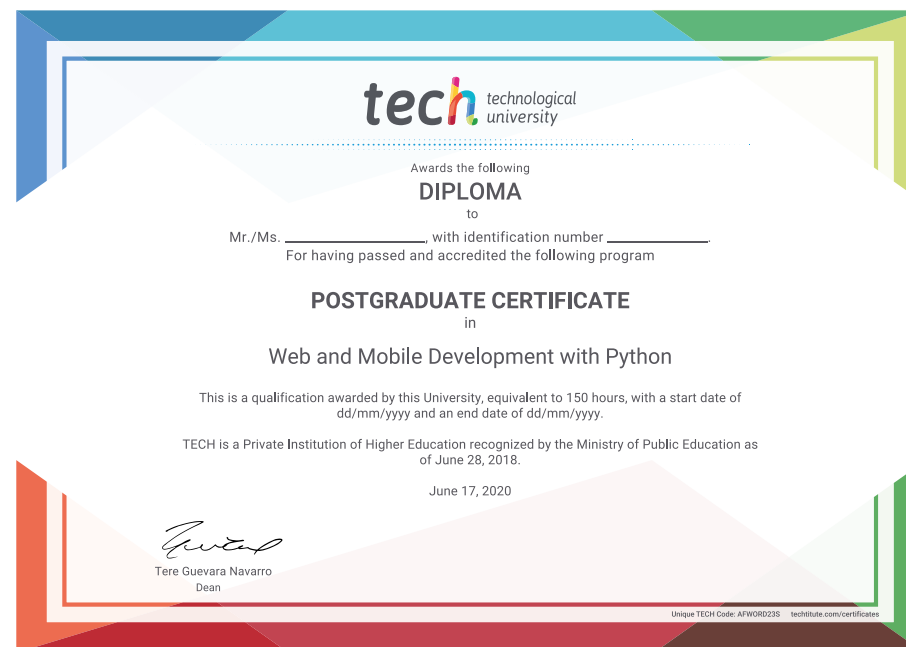 tech technological
university
Awards the following
DIPLOMA
to
Mr./Ms. ____________________, with identification number ______________.
For having passed and accredited the following program
POSTGRADUATE CERTIFICATE
in
Web and Mobile Development with Python
This is a qualification awarded by this University, equivalent to 150 hours, with a start date of
dd/mm/yyyy and an end date of dd/mm/yyyy.
TECH is a Private Institution of Higher Education recognized by the Ministry of Public Education as
of June 28, 2018.
June 17, 2020
Tere Guevara Navarro
Dean
Unique TECH Code: AFWORD23S techtitute.com/certificates